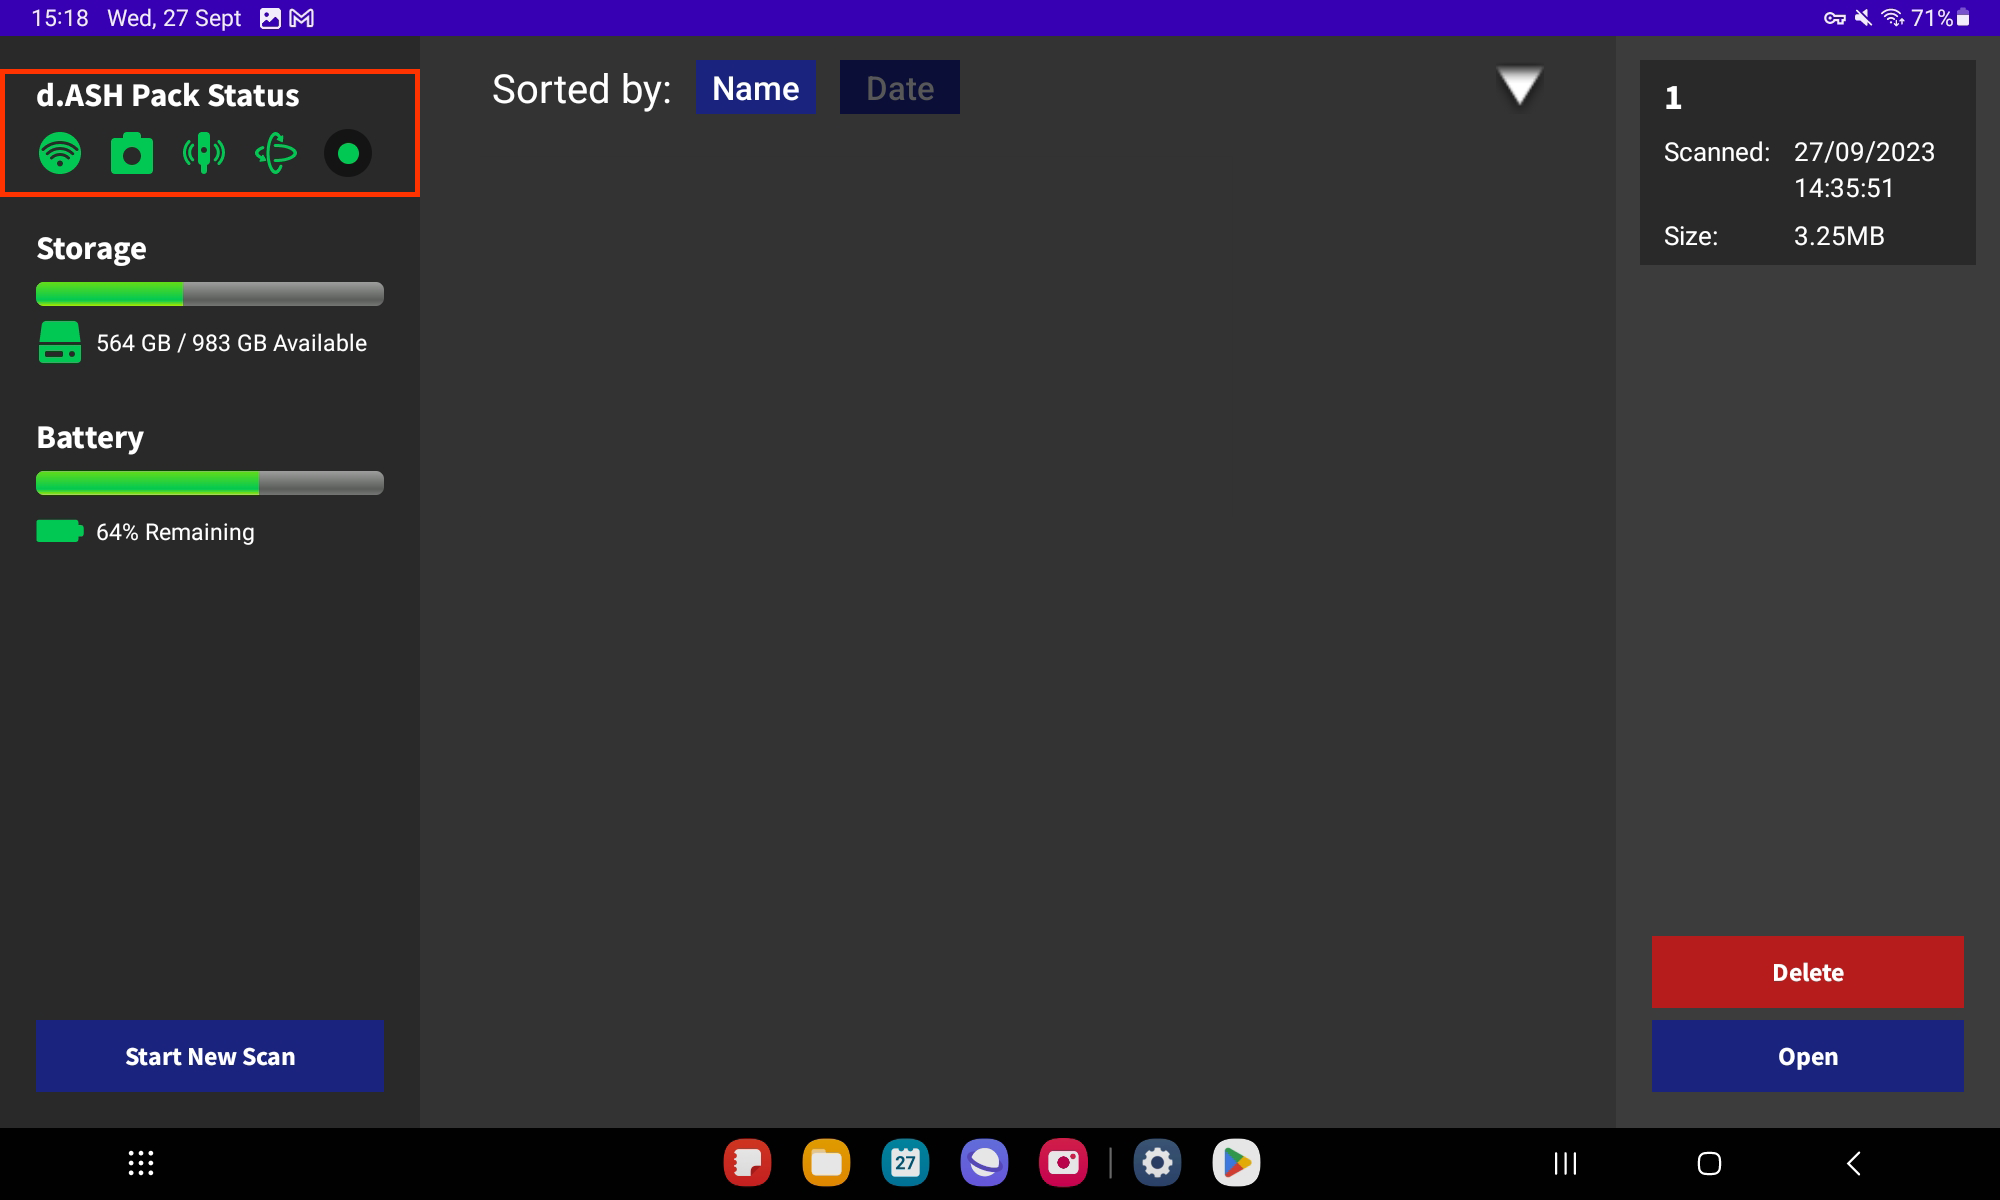 15:18 Wed, 27 Sept
71%
d.ASH Pack Status
Storage
564 GB / 983 GB Available
Battery
64% Remaining
Start New Scan
Sorted by: Name Date
1
Scanned: 27/09/2023
14:35:51
Size: 3.25MB
Delete
Open
27